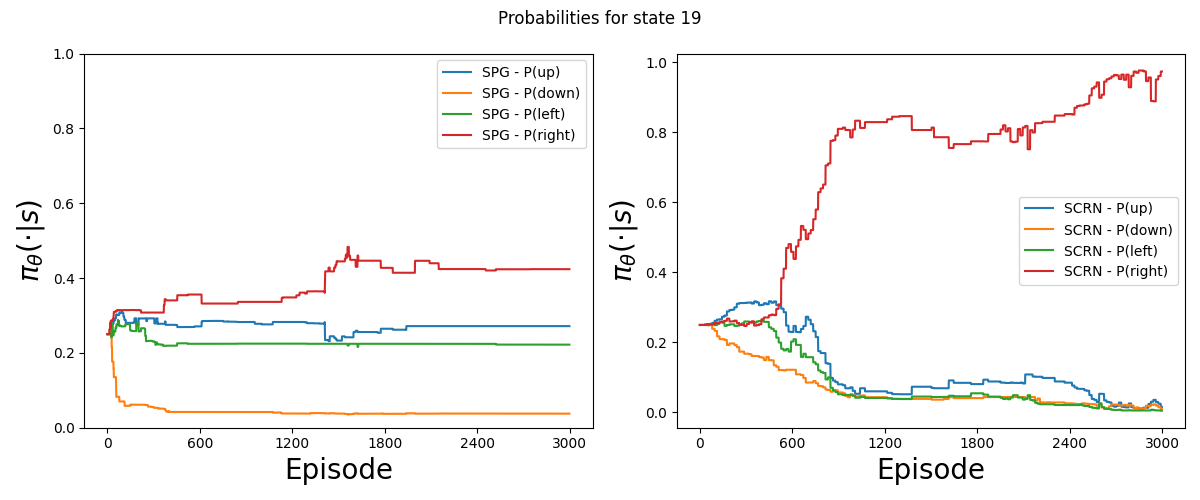 Probabilities for state 19
1.0
0.8
0.6
0.4
0.2
0.0
π_θ(·|s)
SPG - P(up)
SPG - P(down)
SPG - P(left)
SPG - P(right)
0 600 1200 1800 2400 3000
Episode
1.0
0.8
0.6
0.4
0.2
0.0
π_θ(·|s)
SCRN - P(up)
SCRN - P(down)
SCRN - P(left)
SCRN - P(right)
0 600 1200 1800 2400 3000
Episode